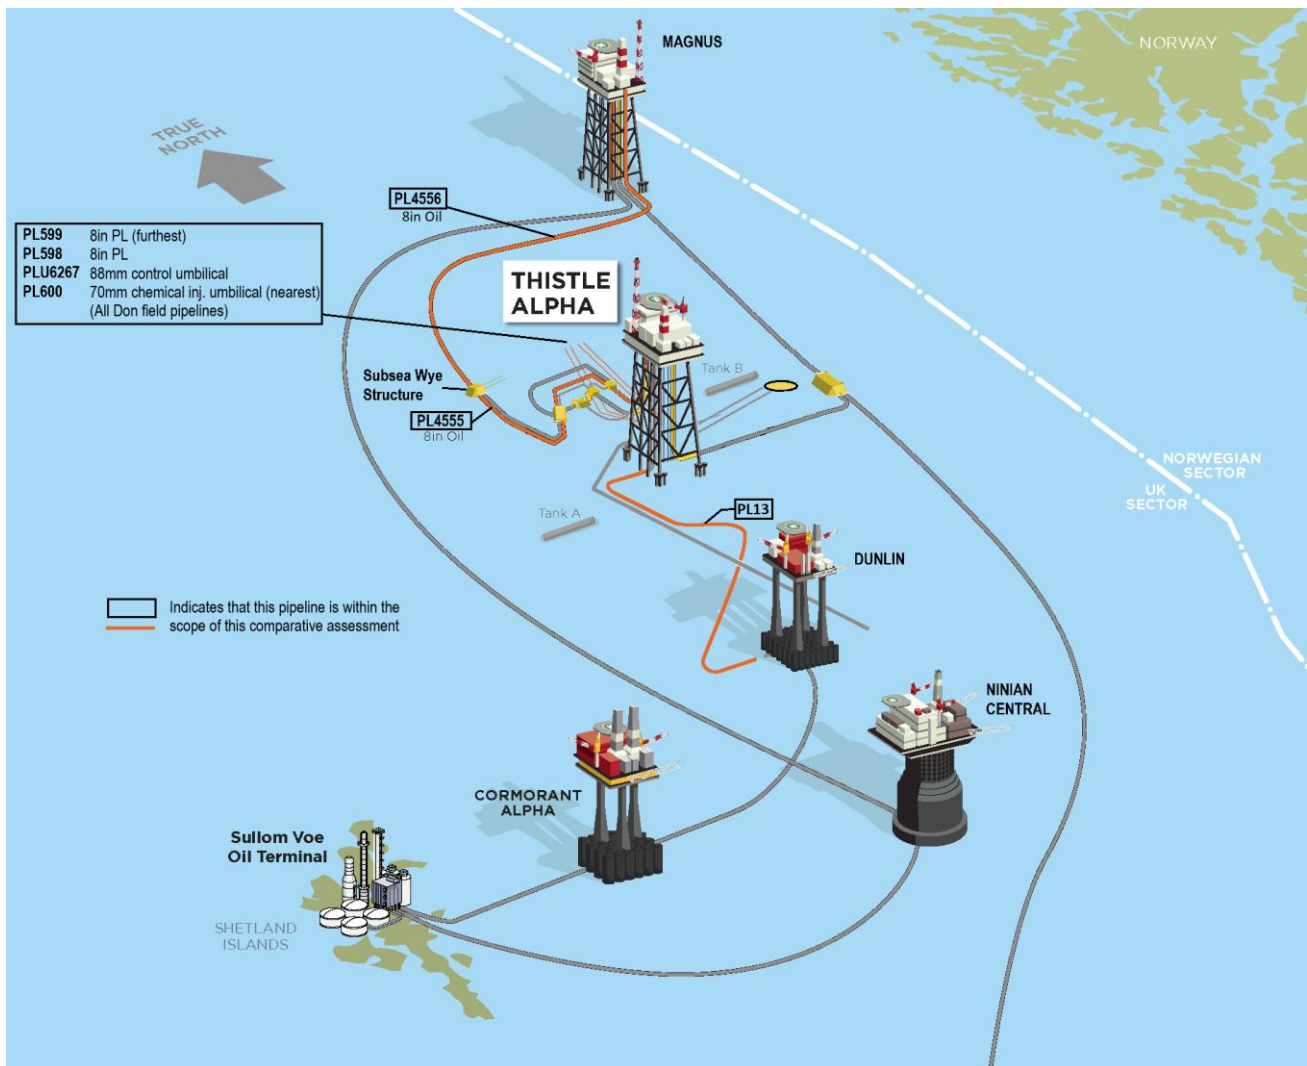 MAGNUS
NORWAY
TRUE
NORTH
PL4556
8in Oil
PL599 8in PL (furthest)
PL598 8in PL
PLU6267 88mm control umbilical
PL600 70mm chemical inj. umbilical (nearest)
(All Don field pipelines)
THISTLE
ALPHA
Tank B
Subsea Wye
Structure
PL4555
8in Oil
NORWEGIAN
SECTOR
UK
SECTOR
Tank A
PL13
DUNLIN
Indicates that this pipeline is within the
scope of this comparative assessment
NINIAN
CENTRAL
CORMORANT
ALPHA
Sullom Voe
Oil Terminal
SHETLAND
ISLANDS